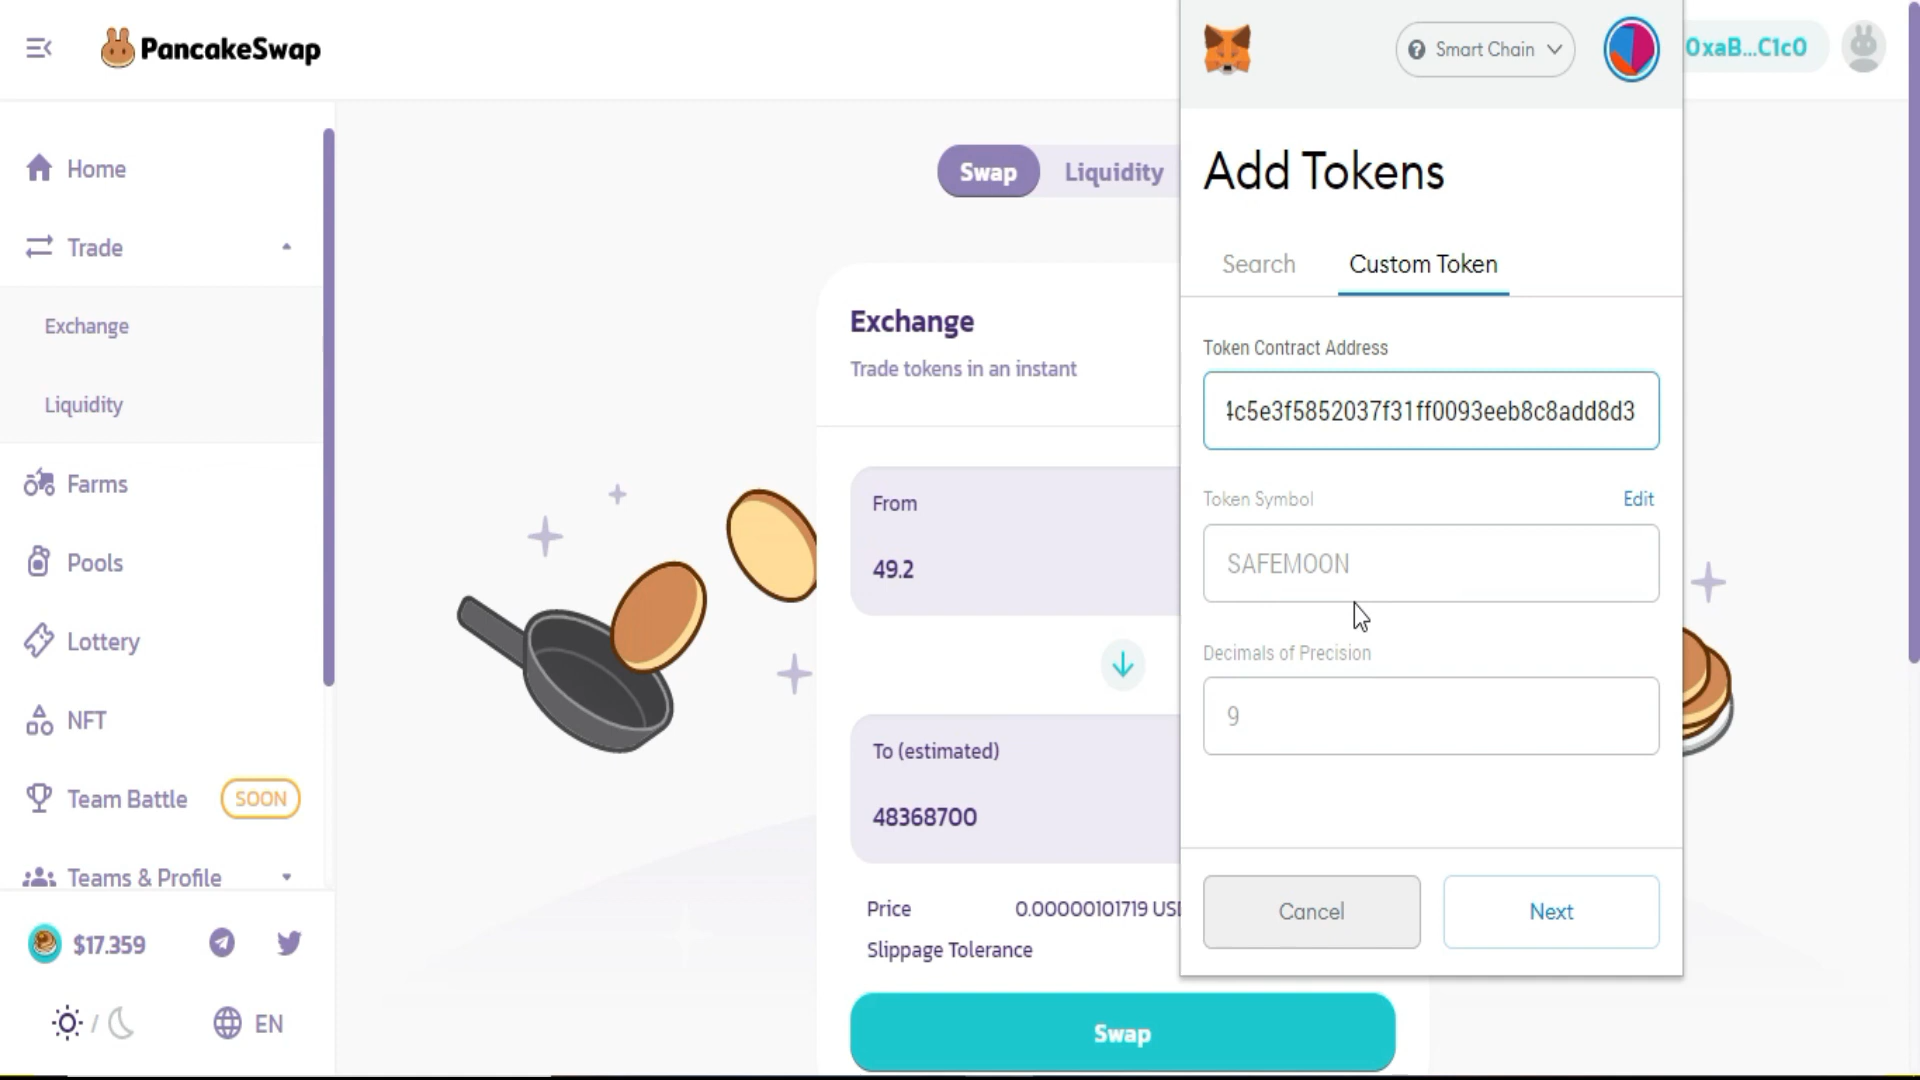 PancakeSwap
Home
Trade
Exchange
Liquidity
Farms
Pools
Lottery
NFT
Team Battle SOON
Teams & Profile
$17.359
/ EN
Swap Liquidity
Exchange
Trade tokens in an instant
From
49.2
To (estimated)
48368700
Price 0.00000101719
Slippage Tolerance
Swap
Smart Chain
0xaB...C1c0
Add Tokens
Search Custom Token
Token Contract Address
4c5e3f5852037f31ff0093eeb8c8add8d3
Token Symbol Edit
SAFEMOON
Decimals of Precision
9
Cancel Next